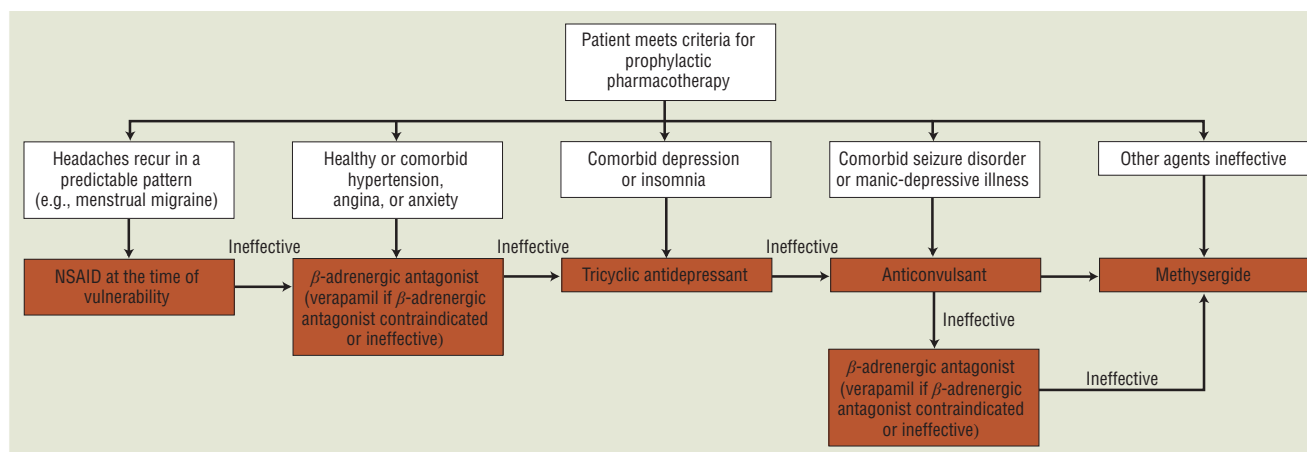 Patient meets criteria for
prophylactic
pharmacotherapy
Headaches recur in a
predictable pattern
(e.g., menstrual migraine)
Healthy or comorbid
hypertension,
angina, or anxiety
Comorbid depression
or insomnia
Comorbid seizure disorder
or manic-depressive illness
Other agents ineffective
Ineffective
Ineffective
Ineffective
NSAID at the time of
vulnerability
β-adrenergic antagonist
(verapamil if β-adrenergic
antagonist contraindicated
or ineffective)
Tricyclic antidepressant
Anticonvulsant
Methysergide
Ineffective
β-adrenergic antagonist
(verapamil if β-adrenergic
antagonist contraindicated
or ineffective)
Ineffective